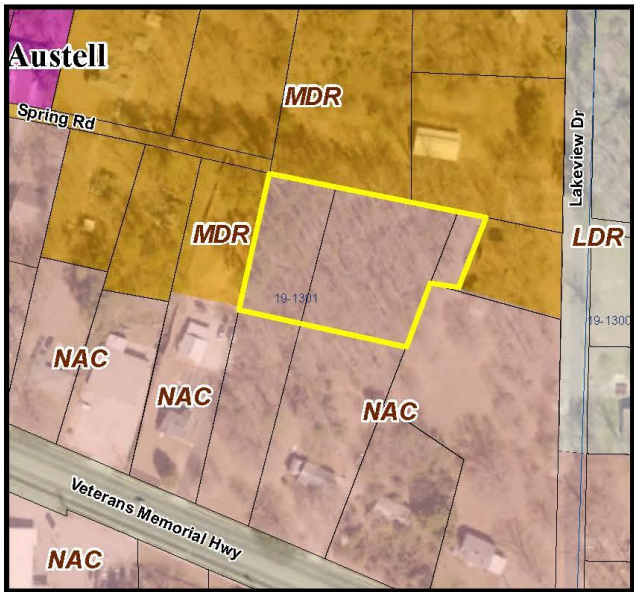 Austell
MDR
Spring Rd
Lakeview Dr
MDR
LDR
19-1301
19-1300
NAC
NAC
NAC
Veterans Memorial Hwy
NAC